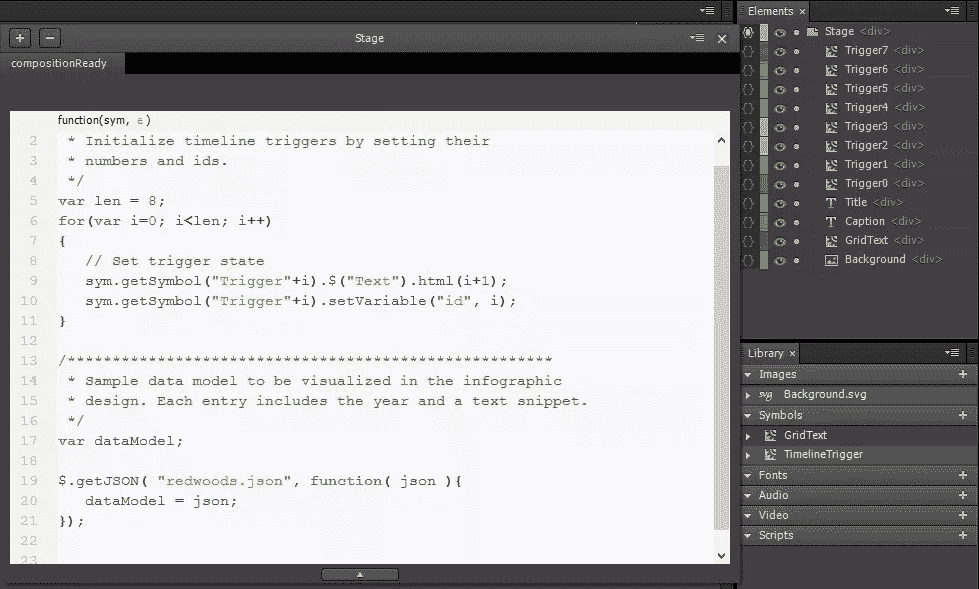 Stage
compositionReady
function(sym, e)
2 * Initialize timeline triggers by setting their
3 * numbers and ids.
4 */
5 var len = 8;
6 for(var i=0; i<len; i++)
7 {
8 // Set trigger state
9 sym.getSymbol("Trigger"+i).$("Text").html(i+1);
10 sym.getSymbol("Trigger"+i).setVariable("id", i);
11 }
12
13 /******************************************************
14 * Sample data model to be visualized in the infographic
15 * design. Each entry includes the year and a text snippet.
16 */
17 var dataModel;
18
19 $.getJSON( "redwoods.json", function( json ){
20 dataModel = json;
21 });
22
23
Elements
Stage <div>
Trigger7 <div>
Trigger6 <div>
Trigger5 <div>
Trigger4 <div>
Trigger3 <div>
Trigger2 <div>
Trigger1 <div>
Trigger0 <div>
T Title <div>
T Caption <div>
GridText <div>
Background <div>
Library
Images
svg Background.svg
Symbols
GridText
TimelineTrigger
Fonts
Audio
Video
Scripts